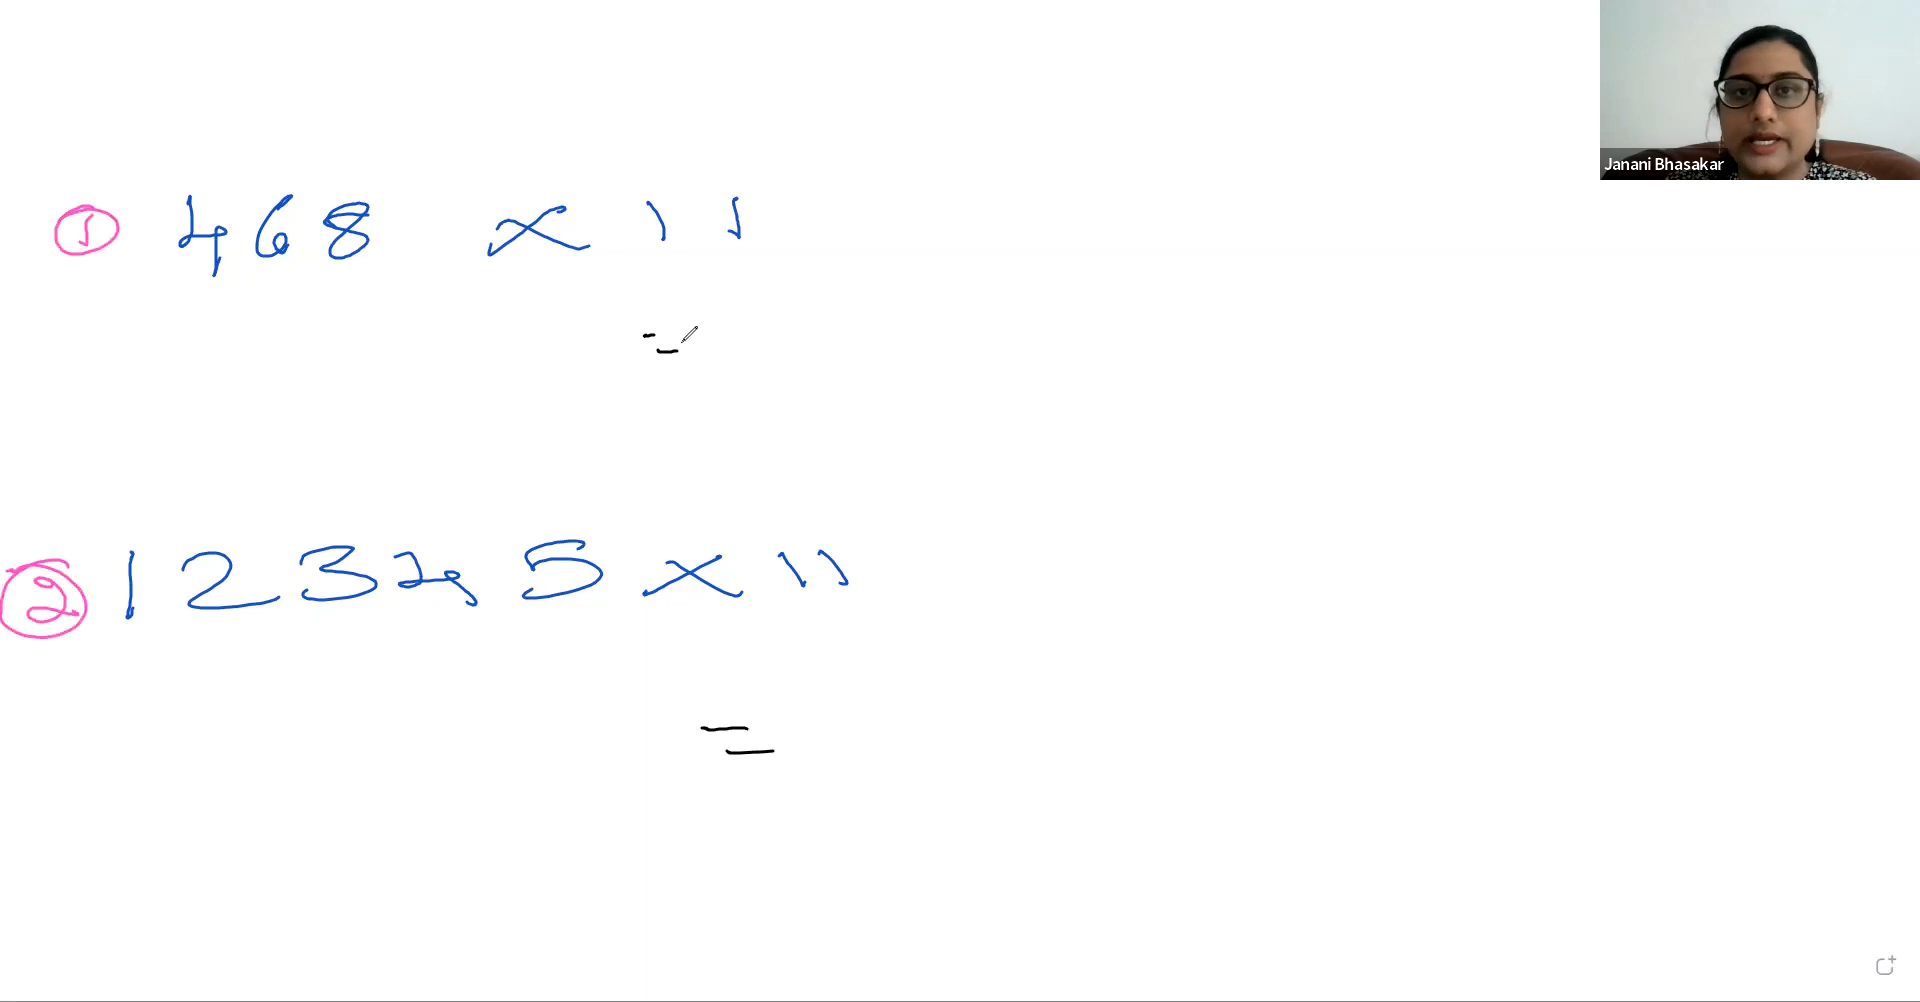 Janani Bhasakar
① 468 × 11
=
② 12345 × 11
=